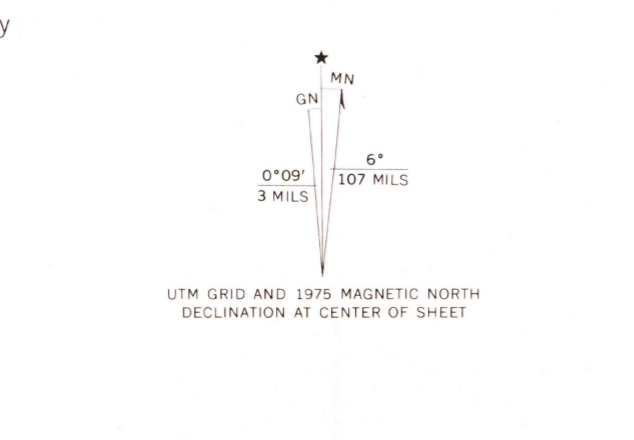 y
MN
GN
6°
0°09′
107 MILS
3 MILS
UTM GRID AND 1975 MAGNETIC NORTH
DECLINATION AT CENTER OF SHEET